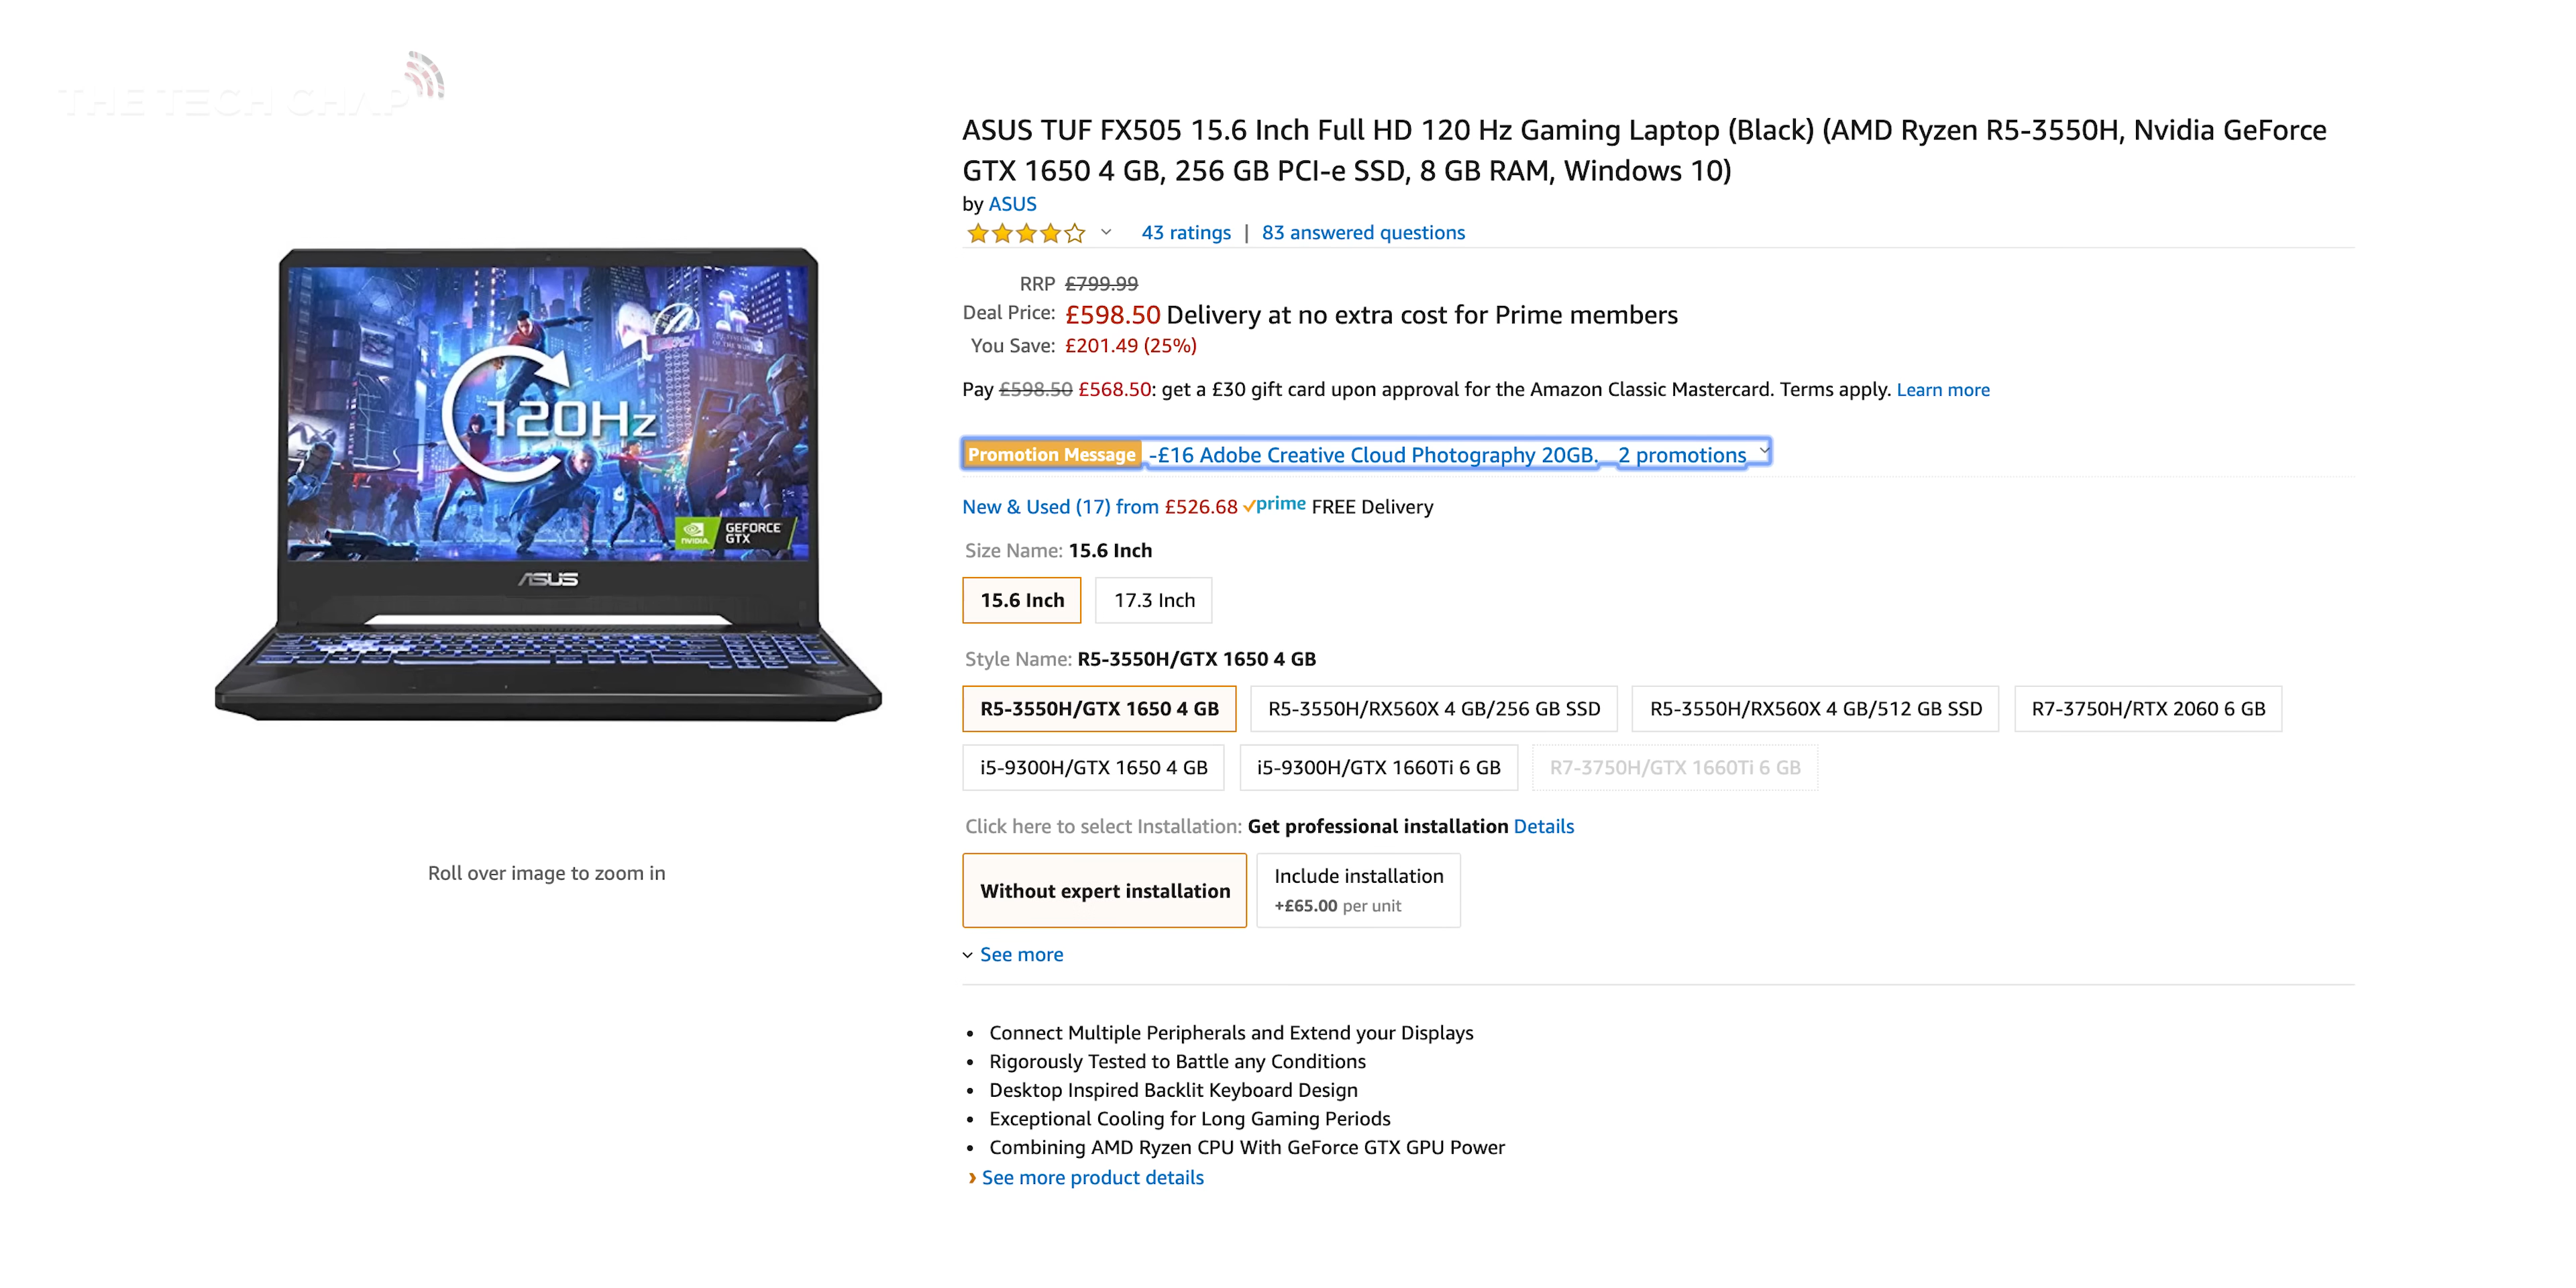 THE TECH CHAP
ASUS TUF FX505 15.6 Inch Full HD 120 Hz Gaming Laptop (Black) (AMD Ryzen R5-3550H, Nvidia GeForce
GTX 1650 4 GB, 256 GB PCI-e SSD, 8 GB RAM, Windows 10)
by ASUS
43 ratings | 83 answered questions
RRP £799.99
Deal Price: £598.50 Delivery at no extra cost for Prime members
You Save: £201.49 (25%)
Pay £598.50 £568.50: get a £30 gift card upon approval for the Amazon Classic Mastercard. Terms apply. Learn more
Promotion Message -£16 Adobe Creative Cloud Photography 20GB. 2 promotions
New & Used (17) from £526.68 prime FREE Delivery
Size Name: 15.6 Inch
15.6 Inch 17.3 Inch
Style Name: R5-3550H/GTX 1650 4 GB
R5-3550H/GTX 1650 4 GB R5-3550H/RX560X 4 GB/256 GB SSD R5-3550H/RX560X 4 GB/512 GB SSD R7-3750H/RTX 2060 6 GB
i5-9300H/GTX 1650 4 GB i5-9300H/GTX 1660Ti 6 GB R7-3750H/GTX 1660Ti 6 GB
Click here to select Installation: Get professional installation Details
Without expert installation
Include installation
+£65.00 per unit
See more
• Connect Multiple Peripherals and Extend your Displays
• Rigorously Tested to Battle any Conditions
• Desktop Inspired Backlit Keyboard Design
• Exceptional Cooling for Long Gaming Periods
• Combining AMD Ryzen CPU With GeForce GTX GPU Power
› See more product details
120Hz
NVIDIA.
GEFORCE
GTX
ASUS
Roll over image to zoom in